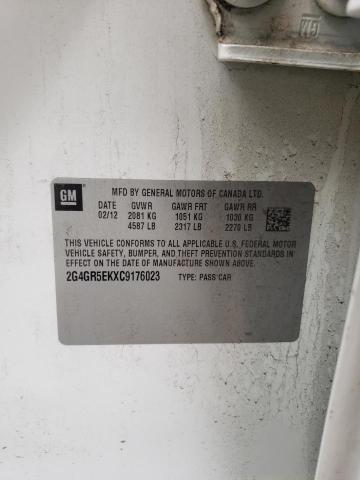 GM
MFD BY GENERAL MOTORS OF CANADA LTD.
DATE GVWR GAWR FRT GAWR RR
02/12 2081 KG 1051 KG 1030 KG
4587 LB 2317 LB 2270 LB
THIS VEHICLE CONFORMS TO ALL APPLICABLE U.S. FEDERAL MOTOR
VEHICLE SAFETY, BUMPER, AND THEFT PREVENTION STANDARDS
IN EFFECT ON THE DATE OF MANUFACTURE SHOWN ABOVE.
2G4GR5EKXC9176023 TYPE: PASS CAR